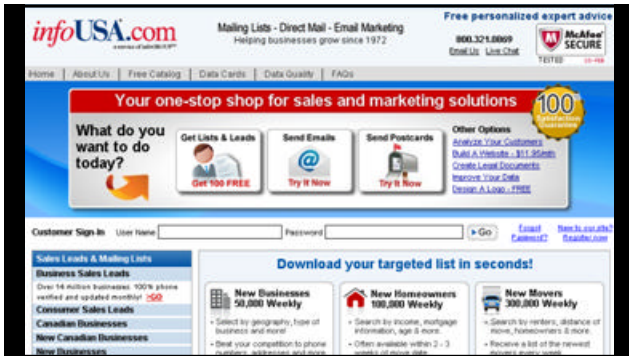 infoUSA.com
Mailing Lists - Direct Mail - Email Marketing
Helping businesses grow since 1972
Free personalized expert advice
800.321.0869
Email Us Live Chat
McAfee
SECURE
TESTED
Home | About Us | Free Catalog | Data Cards | Data Quality | FAQs
Your one-stop shop for sales and marketing solutions
100
Satisfaction
Guarantee
What do you
want to do
today?
Get Lists & Leads
Get 100 FREE
Send Emails
Try It Now
Send Postcards
Try It Now
Other Options
Analyze Your Customers
Build A Website - $11.95/mth
Create Legal Documents
Improve Your Data
Design A Logo - FREE
Customer Sign-In User Name Password Go
Forgot
Password?
New to our site?
Register now
Sales Leads & Mailing Lists
Business Sales Leads
Over 14 million businesses. 100% phone
verified and updated monthly! >GO
Consumer Sales Leads
Canadian Businesses
New Canadian Businesses
New Businesses
Download your targeted list in seconds!
New Businesses
50,000 Weekly
- Select by geography, type of
business and more!
- Beat your competition to phone
numbers, addresses and more
New Homeowners
100,000 Weekly
- Search by income, mortgage
information, age & more.
- Often available within 2 - 3
weeks of move date
New Movers
300,000 Weekly
- Search by renters, distance of
move, homeowners & more.
- Receive a list of the newest